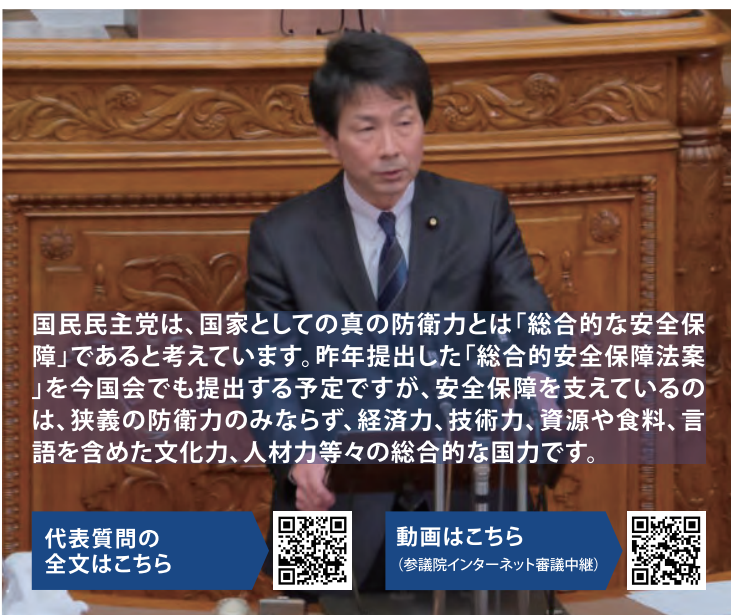 国民民主党は、国家としての真の防衛力とは「総合的な安全保
障」であると考えています。昨年提出した「総合的安全保障法案
」を今国会でも提出する予定ですが、安全保障を支えているの
は、狭義の防衛力のみならず、経済力、技術力、資源や食料、言
語を含めた文化力、人材力等々の総合的な国力です。
代表質問の
全文はこちら
動画はこちら
(参議院インターネット審議中継)